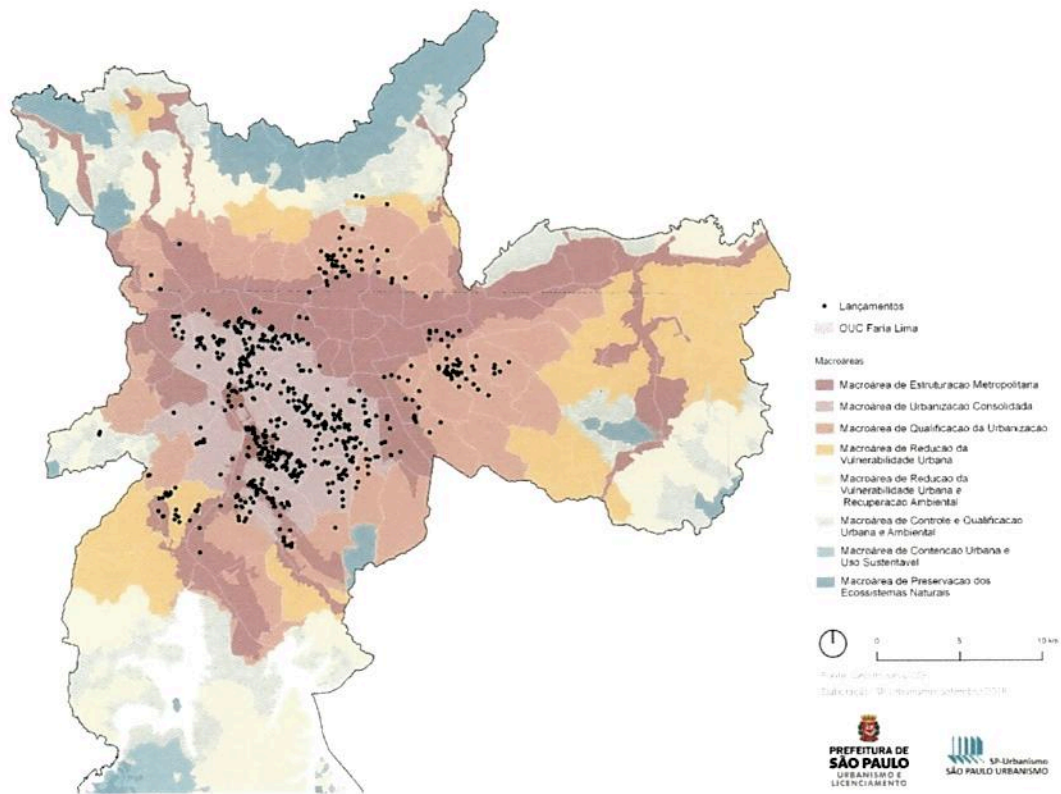 Lançamentos
OUC Faria Lima
Macroáreas
Macroárea de Estruturação Metropolitana
Macroárea de Urbanização Consolidada
Macroárea de Qualificação da Urbanização
Macroárea de Redução da
Vulnerabilidade Urbana
Macroárea de Redução da
Vulnerabilidade Urbana e
Recuperação Ambiental
Macroárea de Controle e Qualificação
Urbana e Ambiental
Macroárea de Contenção Urbana e
Uso Sustentável
Macroárea de Preservação dos
Ecossistemas Naturais
0 5 10 km
PREFEITURA DE
SÃO PAULO
URBANISMO E
LICENCIAMENTO
SP-Urbanismo
SÃO PAULO URBANISMO